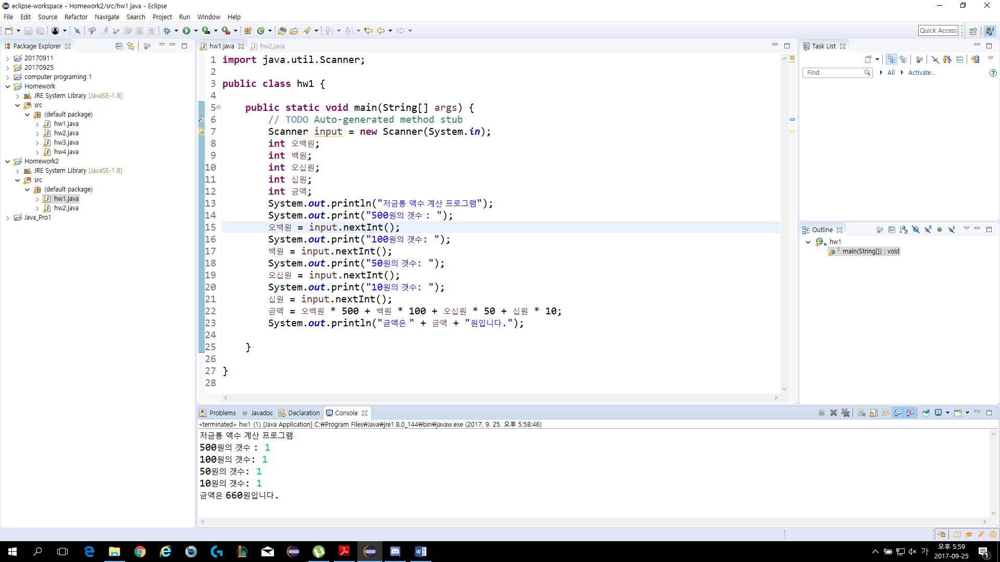 eclipse-workspace - Homework2/src/hw1.java - Eclipse
File Edit Source Refactor Navigate Search Project Run Window Help
Quick Access
Package Explorer
20170911
20170925
computer programing 1
Homework
JRE System Library [JavaSE-1.8]
src
(default package)
hw1.java
hw2.java
hw3.java
hw4.java
Homework2
JRE System Library [JavaSE-1.8]
src
(default package)
hw1.java
hw2.java
Java_Pro1
hw1.java hw2.java
1 import java.util.Scanner;
2
3 public class hw1 {
4
5 public static void main(String[] args) {
6 // TODO Auto-generated method stub
7 Scanner input = new Scanner(System.in);
8 int 오백원;
9 int 백원;
10 int 오십원;
11 int 십원;
12 int 금액;
13 System.out.println("저금통 액수 계산 프로그램");
14 System.out.print("500원의 갯수 : ");
15 오백원 = input.nextInt();
16 System.out.print("100원의 갯수: ");
17 백원 = input.nextInt();
18 System.out.print("50원의 갯수: ");
19 오십원 = input.nextInt();
20 System.out.print("10원의 갯수: ");
21 십원 = input.nextInt();
22 금액 = 오백원 * 500 + 백원 * 100 + 오십원 * 50 + 십원 * 10;
23 System.out.println("금액은 " + 금액 + "원입니다.");
24
25 }
26
27 }
28
Task List
Find All Activate...
Outline
hw1
main(String[]) : void
Problems Javadoc Declaration Console
<terminated> hw1 (1) [Java Application] C:₩Program Files₩Java₩jre1.8.0_144₩bin₩javaw.exe (2017. 9. 25. 오후 5:58:46)
저금통 액수 계산 프로그램
500원의 갯수 : 1
100원의 갯수: 1
50원의 갯수: 1
10원의 갯수: 1
금액은 660원입니다.
가
오후 5:59
2017-09-25
1